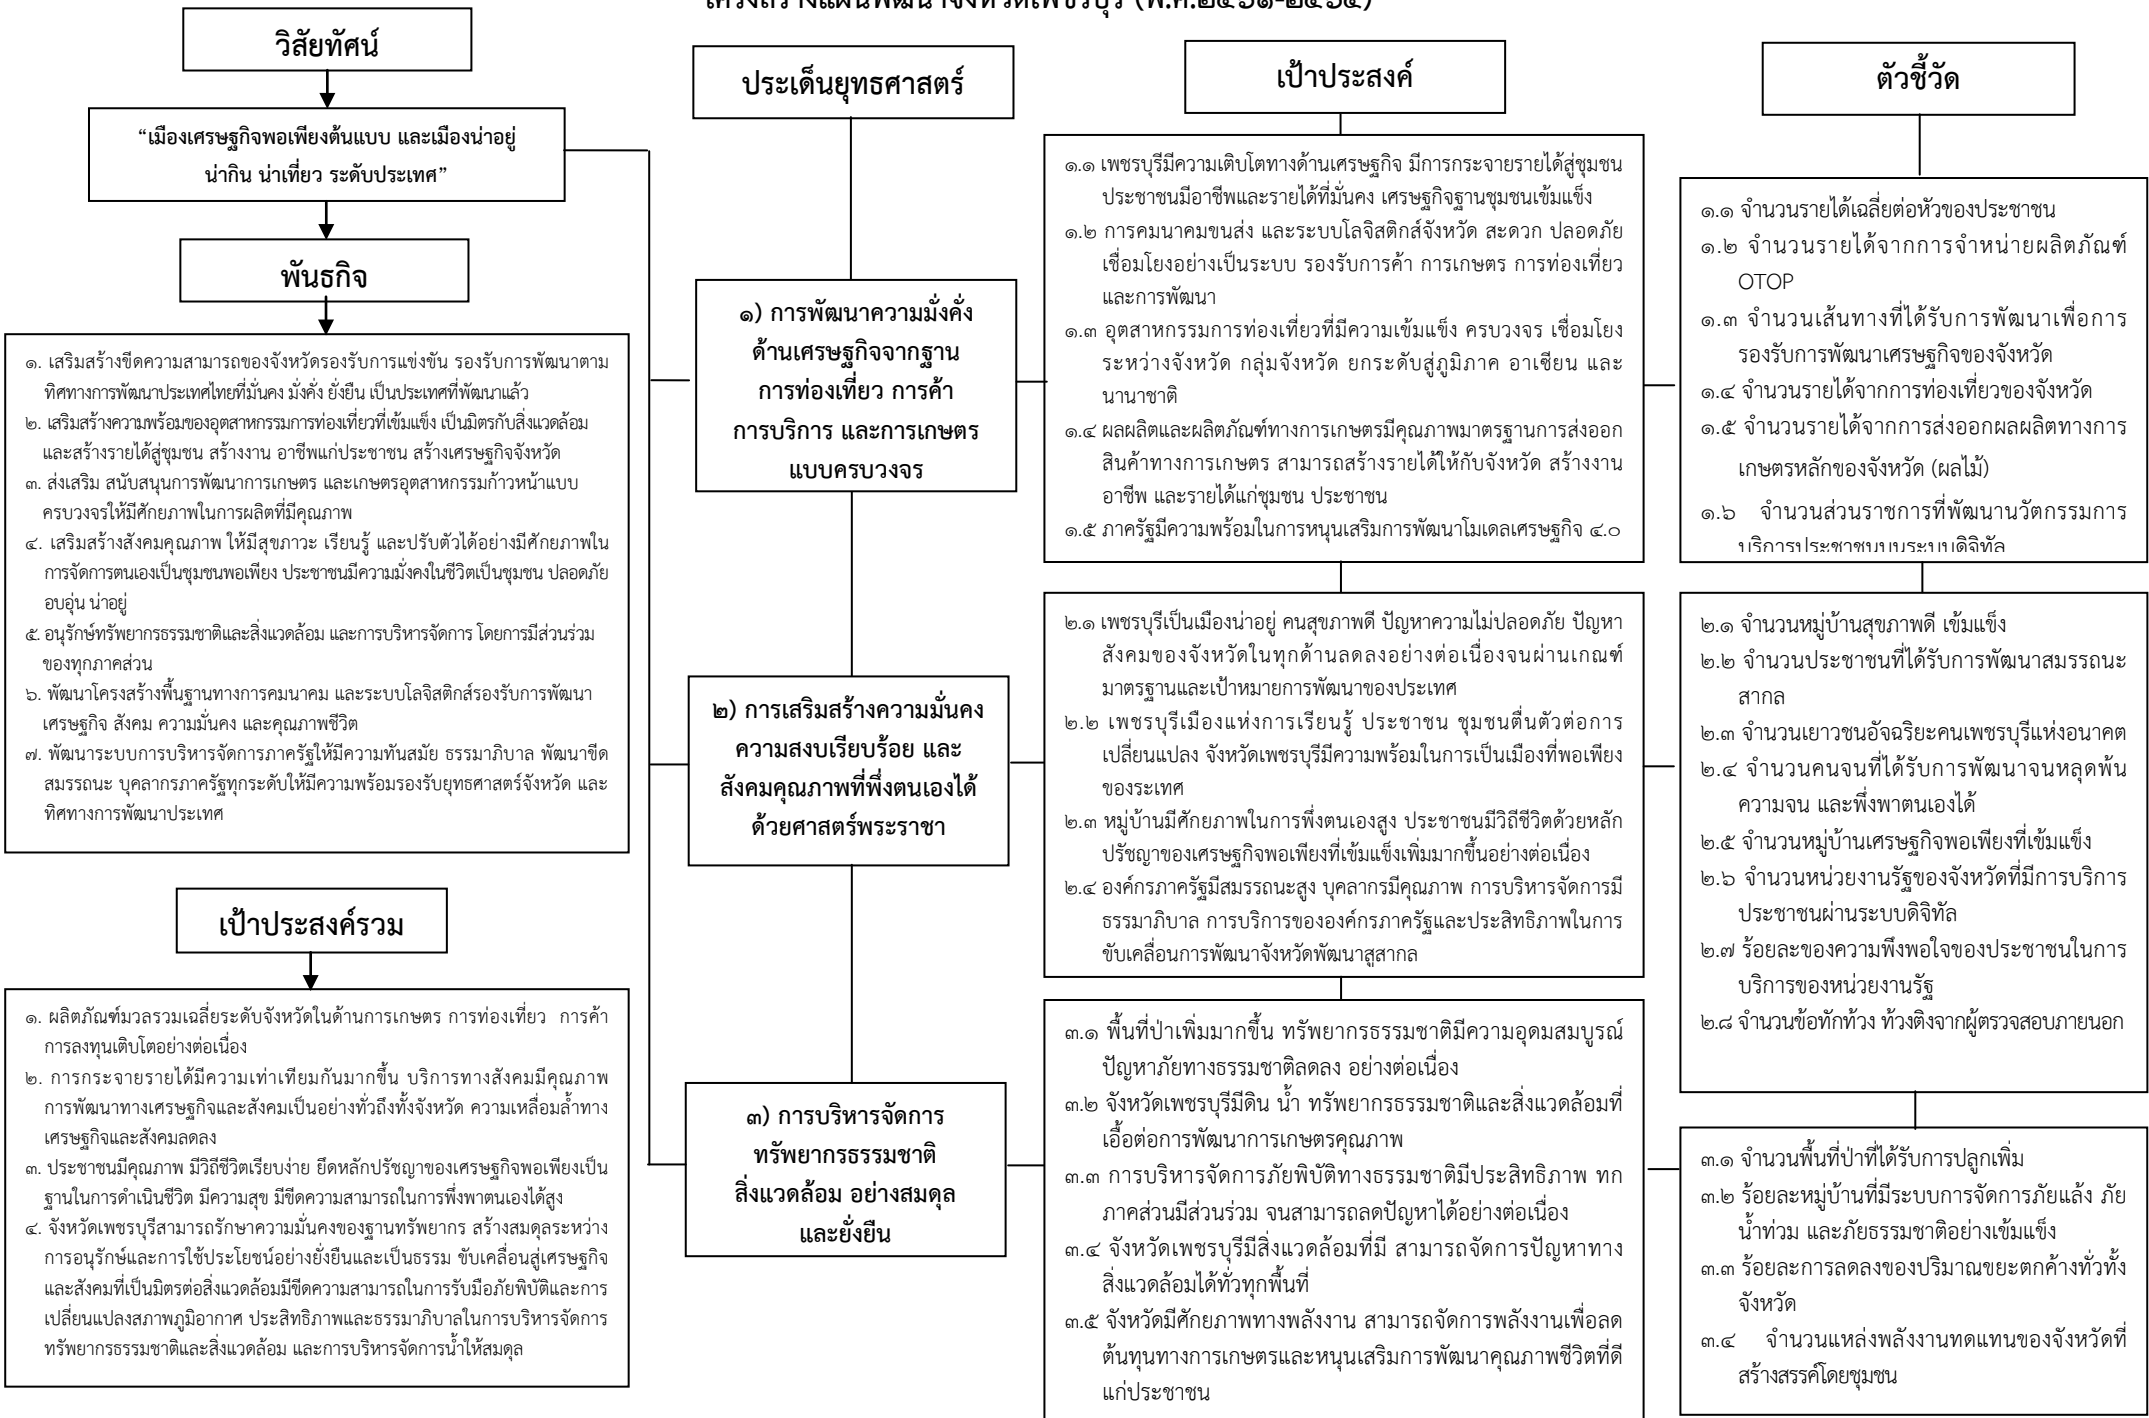 โครงสร้างแผนพัฒนาจังหวัดเพชรบุรี (พ.ศ.๒๕๖๑-๒๕๖๔)
วิสัยทัศน์
“เมืองเศรษฐกิจพอเพียงต้นแบบ และเมืองน่าอยู่
น่ากิน น่าเที่ยว ระดับประเทศ”
พันธกิจ
๑. เสริมสร้างขีดความสามารถของจังหวัดรองรับการแข่งขัน รองรับการพัฒนาตาม
ทิศทางการพัฒนาประเทศไทยที่มั่นคง มั่งคั่ง ยั่งยืน เป็นประเทศที่พัฒนาแล้ว
๒. เสริมสร้างความพร้อมของอุตสาหกรรมการท่องเที่ยวที่เข้มแข็ง เป็นมิตรกับสิ่งแวดล้อม
และสร้างรายได้สู่ชุมชน สร้างงาน อาชีพแก่ประชาชน สร้างเศรษฐกิจจังหวัด
๓. ส่งเสริม สนับสนุนการพัฒนาการเกษตร และเกษตรอุตสาหกรรมก้าวหน้าแบบ
ครบวงจรให้มีศักยภาพในการผลิตที่มีคุณภาพ
๔. เสริมสร้างสังคมคุณภาพ ให้มีสุขภาวะ เรียนรู้ และปรับตัวได้อย่างมีศักยภาพใน
การจัดการตนเองเป็นชุมชนพอเพียง ประชาชนมีความมั่งคงในชีวิตเป็นชุมชน ปลอดภัย
อบอุ่น น่าอยู่
๕. อนุรักษ์ทรัพยากรธรรมชาติและสิ่งแวดล้อม และการบริหารจัดการ โดยการมีส่วนร่วม
ของทุกภาคส่วน
๖. พัฒนาโครงสร้างพื้นฐานทางการคมนาคม และระบบโลจิสติกส์รองรับการพัฒนา
เศรษฐกิจ สังคม ความมั่นคง และคุณภาพชีวิต
๗. พัฒนาระบบการบริหารจัดการภาครัฐให้มีความทันสมัย ธรรมาภิบาล พัฒนาขีด
สมรรถนะ บุคลากรภาครัฐทุกระดับให้มีความพร้อมรองรับยุทธศาสตร์จังหวัด และ
ทิศทางการพัฒนาประเทศ
เป้าประสงค์รวม
๑. ผลิตภัณฑ์มวลรวมเฉลี่ยระดับจังหวัดในด้านการเกษตร การท่องเที่ยว การค้า
การลงทุนเติบโตอย่างต่อเนื่อง
๒. การกระจายรายได้มีความเท่าเทียมกันมากขึ้น บริการทางสังคมมีคุณภาพ
การพัฒนาทางเศรษฐกิจและสังคมเป็นอย่างทั่วถึงทั้งจังหวัด ความเหลื่อมล้ำทาง
เศรษฐกิจและสังคมลดลง
๓. ประชาชนมีคุณภาพ มีวิถีชีวิตเรียบง่าย ยึดหลักปรัชญาของเศรษฐกิจพอเพียงเป็น
ฐานในการดำเนินชีวิต มีความสุข มีขีดความสามารถในการพึ่งพาตนเองได้สูง
๔. จังหวัดเพชรบุรีสามารถรักษาความมั่นคงของฐานทรัพยากร สร้างสมดุลระหว่าง
การอนุรักษ์และการใช้ประโยชน์อย่างยั่งยืนและเป็นธรรม ขับเคลื่อนสู่เศรษฐกิจ
และสังคมที่เป็นมิตรต่อสิ่งแวดล้อมมีขีดความสามารถในการรับมือภัยพิบัติและการ
เปลี่ยนแปลงสภาพภูมิอากาศ ประสิทธิภาพและธรรมาภิบาลในการบริหารจัดการ
ทรัพยากรธรรมชาติและสิ่งแวดล้อม และการบริหารจัดการน้ำให้สมดุล
ประเด็นยุทธศาสตร์
๑) การพัฒนาความมั่งคั่ง
ด้านเศรษฐกิจจากฐาน
การท่องเที่ยว การค้า
การบริการ และการเกษตร
แบบครบวงจร
๒) การเสริมสร้างความมั่นคง
ความสงบเรียบร้อย และ
สังคมคุณภาพที่พึ่งตนเองได้
ด้วยศาสตร์พระราชา
๓) การบริหารจัดการ
ทรัพยากรธรรมชาติ
สิ่งแวดล้อม อย่างสมดุล
และยั่งยืน
เป้าประสงค์
๑.๑ เพชรบุรีมีความเติบโตทางด้านเศรษฐกิจ มีการกระจายรายได้สู่ชุมชน
ประชาชนมีอาชีพและรายได้ที่มั่นคง เศรษฐกิจฐานชุมชนเข้มแข็ง
๑.๒ การคมนาคมขนส่ง และระบบโลจิสติกส์จังหวัด สะดวก ปลอดภัย
เชื่อมโยงอย่างเป็นระบบ รองรับการค้า การเกษตร การท่องเที่ยว
และการพัฒนา
๑.๓ อุตสาหกรรมการท่องเที่ยวที่มีความเข้มแข็ง ครบวงจร เชื่อมโยง
ระหว่างจังหวัด กลุ่มจังหวัด ยกระดับสู่ภูมิภาค อาเซียน และ
นานาชาติ
๑.๔ ผลผลิตและผลิตภัณฑ์ทางการเกษตรมีคุณภาพมาตรฐานการส่งออก
สินค้าทางการเกษตร สามารถสร้างรายได้ให้กับจังหวัด สร้างงาน
อาชีพ และรายได้แก่ชุมชน ประชาชน
๑.๕ ภาครัฐมีความพร้อมในการหนุนเสริมการพัฒนาโมเดลเศรษฐกิจ ๔.๐
๒.๑ เพชรบุรีเป็นเมืองน่าอยู่ คนสุขภาพดี ปัญหาความไม่ปลอดภัย ปัญหา
สังคมของจังหวัดในทุกด้านลดลงอย่างต่อเนื่องจนผ่านเกณฑ์
มาตรฐานและเป้าหมายการพัฒนาของประเทศ
๒.๒ เพชรบุรีเมืองแห่งการเรียนรู้ ประชาชน ชุมชนตื่นตัวต่อการ
เปลี่ยนแปลง จังหวัดเพชรบุรีมีความพร้อมในการเป็นเมืองที่พอเพียง
ของระเทศ
๒.๓ หมู่บ้านมีศักยภาพในการพึ่งตนเองสูง ประชาชนมีวิถีชีวิตด้วยหลัก
ปรัชญาของเศรษฐกิจพอเพียงที่เข้มแข็งเพิ่มมากขึ้นอย่างต่อเนื่อง
๒.๔ องค์กรภาครัฐมีสมรรถนะสูง บุคลากรมีคุณภาพ การบริหารจัดการมี
ธรรมาภิบาล การบริการขององค์กรภาครัฐและประสิทธิภาพในการ
ขับเคลื่อนการพัฒนาจังหวัดพัฒนาสูสากล
๓.๑ พื้นที่ป่าเพิ่มมากขึ้น ทรัพยากรธรรมชาติมีความอุดมสมบูรณ์
ปัญหาภัยทางธรรมชาติลดลง อย่างต่อเนื่อง
๓.๒ จังหวัดเพชรบุรีมีดิน น้ำ ทรัพยากรธรรมชาติและสิ่งแวดล้อมที่
เอื้อต่อการพัฒนาการเกษตรคุณภาพ
๓.๓ การบริหารจัดการภัยพิบัติทางธรรมชาติมีประสิทธิภาพ ทก
ภาคส่วนมีส่วนร่วม จนสามารถลดปัญหาได้อย่างต่อเนื่อง
๓.๔ จังหวัดเพชรบุรีมีสิ่งแวดล้อมที่มี สามารถจัดการปัญหาทาง
สิ่งแวดล้อมได้ทั่วทุกพื้นที่
๓.๕ จังหวัดมีศักยภาพทางพลังงาน สามารถจัดการพลังงานเพื่อลด
ต้นทุนทางการเกษตรและหนุนเสริมการพัฒนาคุณภาพชีวิตที่ดี
แก่ประชาชน
ตัวชี้วัด
๑.๑ จำนวนรายได้เฉลี่ยต่อหัวของประชาชน
๑.๒ จำนวนรายได้จากการจำหน่ายผลิตภัณฑ์
OTOP
๑.๓ จำนวนเส้นทางที่ได้รับการพัฒนาเพื่อการ
รองรับการพัฒนาเศรษฐกิจของจังหวัด
๑.๔ จำนวนรายได้จากการท่องเที่ยวของจังหวัด
๑.๕ จำนวนรายได้จากการส่งออกผลผลิตทางการ
เกษตรหลักของจังหวัด (ผลไม้)
๑.๖ จำนวนส่วนราชการที่พัฒนานวัตกรรมการ
บริการประชาชนบนระบบดิจิทัล
๒.๑ จำนวนหมู่บ้านสุขภาพดี เข้มแข็ง
๒.๒ จำนวนประชาชนที่ได้รับการพัฒนาสมรรถนะ
สากล
๒.๓ จำนวนเยาวชนอัจฉริยะคนเพชรบุรีแห่งอนาคต
๒.๔ จำนวนคนจนที่ได้รับการพัฒนาจนหลุดพ้น
ความจน และพึ่งพาตนเองได้
๒.๕ จำนวนหมู่บ้านเศรษฐกิจพอเพียงที่เข้มแข็ง
๒.๖ จำนวนหน่วยงานรัฐของจังหวัดที่มีการบริการ
ประชาชนผ่านระบบดิจิทัล
๒.๗ ร้อยละของความพึงพอใจของประชาชนในการ
บริการของหน่วยงานรัฐ
๒.๘ จำนวนข้อทักท้วง ท้วงติงจากผู้ตรวจสอบภายนอก
๓.๑ จำนวนพื้นที่ป่าที่ได้รับการปลูกเพิ่ม
๓.๒ ร้อยละหมู่บ้านที่มีระบบการจัดการภัยแล้ง ภัย
น้ำท่วม และภัยธรรมชาติอย่างเข้มแข็ง
๓.๓ ร้อยละการลดลงของปริมาณขยะตกค้างทั่วทั้ง
จังหวัด
๓.๔ จำนวนแหล่งพลังงานทดแทนของจังหวัดที่
สร้างสรรค์โดยชุมชน